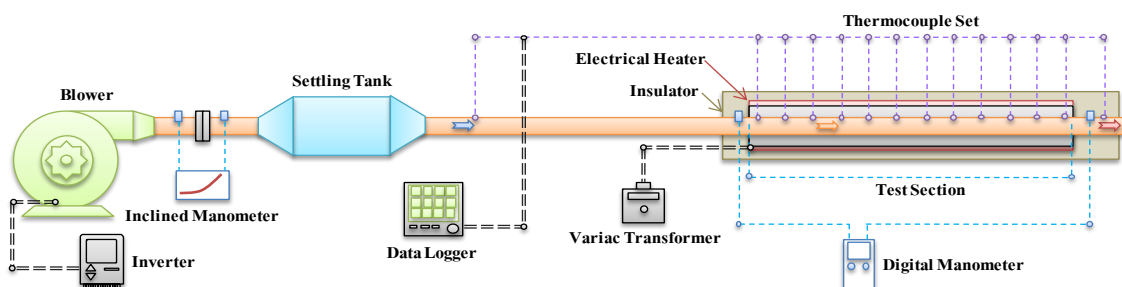 Thermocouple Set
Electrical Heater
Settling Tank
Blower
Insulator
Test Section
Inclined Manometer
Variac Transformer
Data Logger
Inverter
Digital Manometer